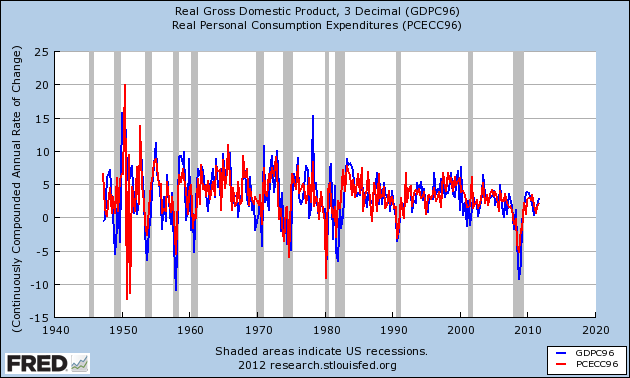 Real Gross Domestic Product, 3 Decimal (GDPC96)
Real Personal Consumption Expenditures (PCECC96)
(Continuously Compounded Annual Rate of Change)
25
20
15
10
5
0
-5
-10
-15
1940 1950 1960 1970 1980 1990 2000 2010 2020
Shaded areas indicate US recessions.
2012 research.stlouisfed.org
FRED
GDPC96
PCECC96